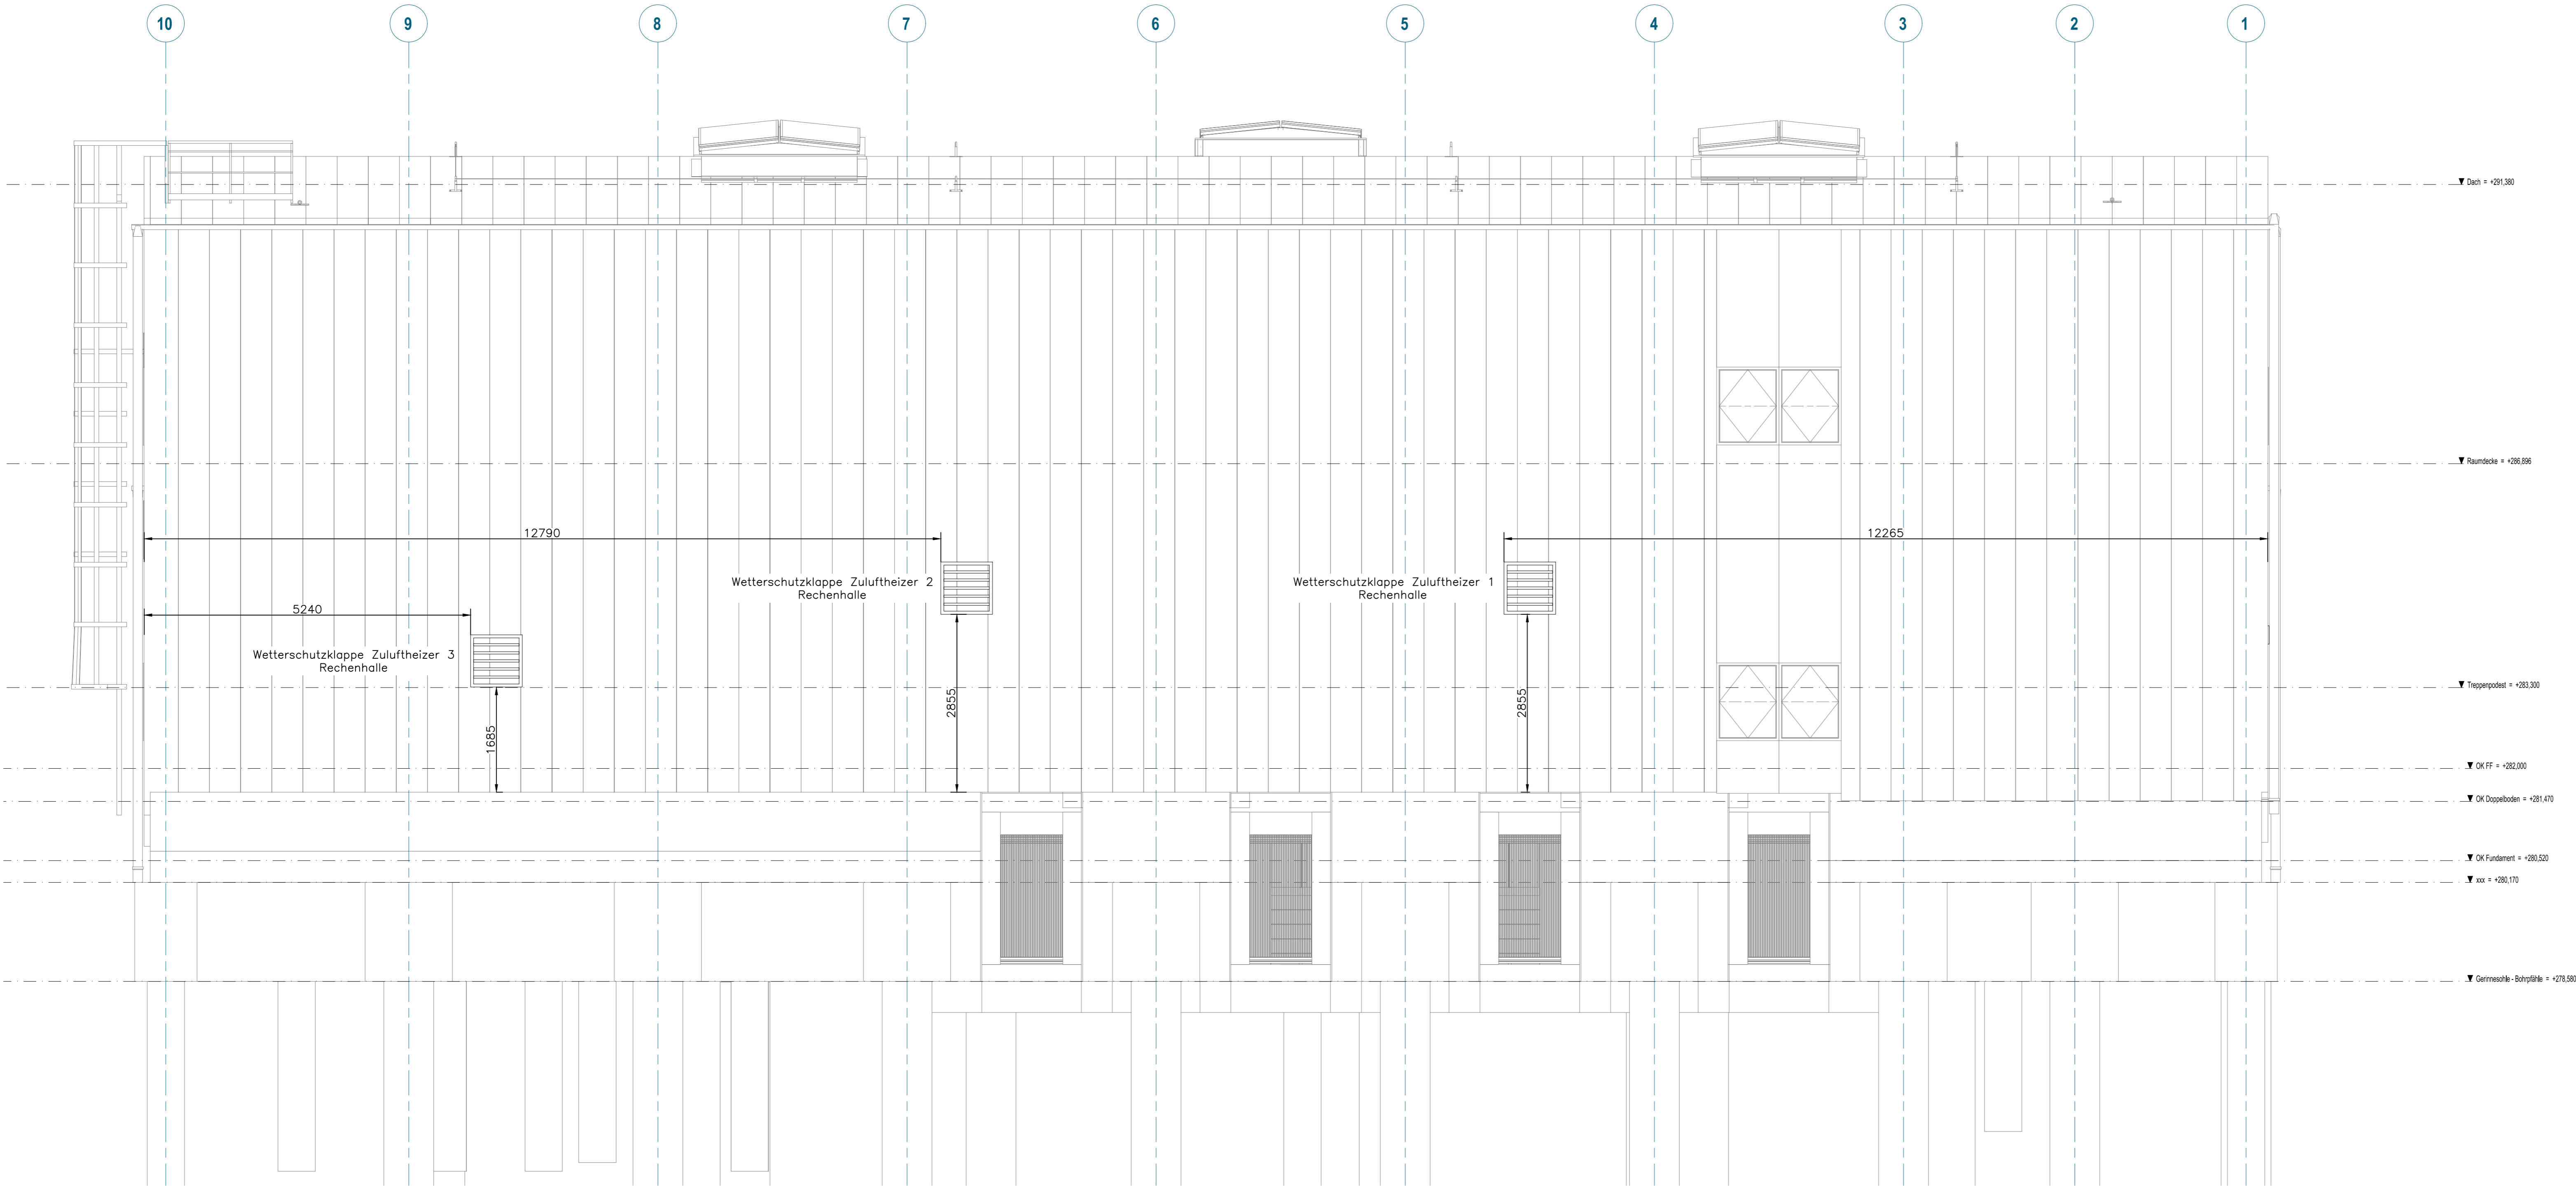 10
9
8
7
6
5
4
3
2
1
Dach = +291,380
Raumdecke = +286,896
12790
12265
Wetterschutzklappe Zuluftheizer 2
Rechenhalle
Wetterschutzklappe Zuluftheizer 1
Rechenhalle
5240
Wetterschutzklappe Zuluftheizer 3
Rechenhalle
Treppenpodest = +283,300
2855
2855
1685
OK FF = +282,000
OK Doppelboden = +281,470
OK Fundament = +280,520
xxx = +280,170
Gerinnesohle - Bohrpfähle = +278,580